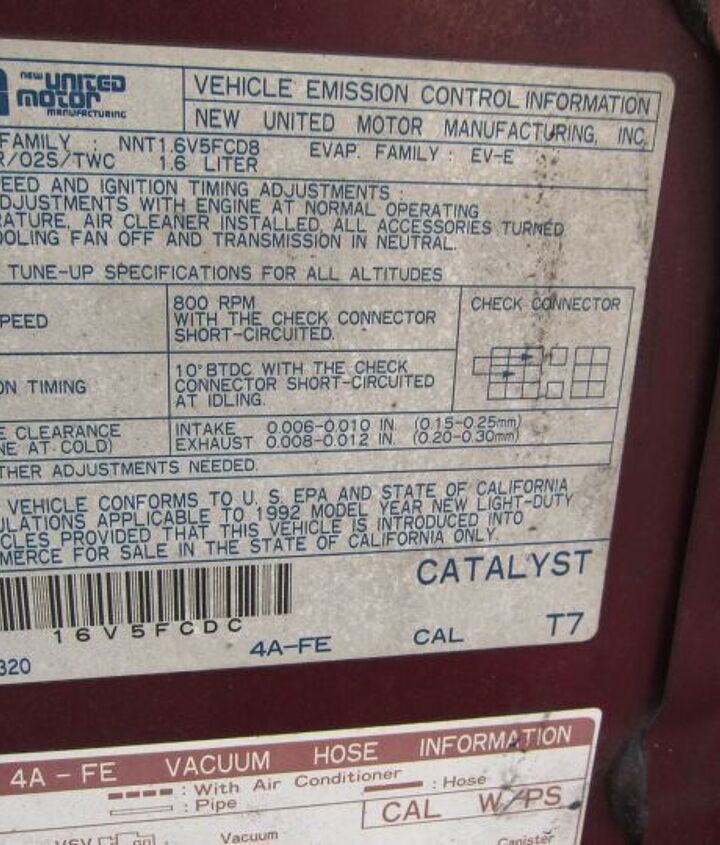 NEW UNITED
MOTOR
MANUFACTURING
VEHICLE EMISSION CONTROL INFORMATION
NEW UNITED MOTOR MANUFACTURING, INC.
FAMILY : NNT1.6V5FCD8 EVAP. FAMILY : EV-E
R/O2S/TWC 1.6 LITER
EED AND IGNITION TIMING ADJUSTMENTS :
DJUSTMENTS WITH ENGINE AT NORMAL OPERATING
RATURE, AIR CLEANER INSTALLED, ALL ACCESSORIES TURNED
OOLING FAN OFF AND TRANSMISSION IN NEUTRAL.
TUNE-UP SPECIFICATIONS FOR ALL ALTITUDES
PEED
800 RPM
WITH THE CHECK CONNECTOR
SHORT-CIRCUITED.
CHECK CONNECTOR
ON TIMING
10°BTDC WITH THE CHECK
CONNECTOR SHORT-CIRCUITED
AT IDLING.
E CLEARANCE
NE AT COLD)
INTAKE 0.006-0.010 IN. (0.15-0.25mm)
EXHAUST 0.008-0.012 IN. (0.20-0.30mm)
THER ADJUSTMENTS NEEDED.
VEHICLE CONFORMS TO U.S. EPA AND STATE OF CALIFORNIA
ULATIONS APPLICABLE TO 1992 MODEL YEAR NEW LIGHT-DUTY
CLES PROVIDED THAT THIS VEHICLE IS INTRODUCED INTO
MERCE FOR SALE IN THE STATE OF CALIFORNIA ONLY.
CATALYST
16V5FCDC
320
4A-FE CAL T7
4A - FE VACUUM HOSE INFORMATION
: With Air Conditioner
: Hose
: Pipe
CAL W/PS
VSV
Vacuum
Canister